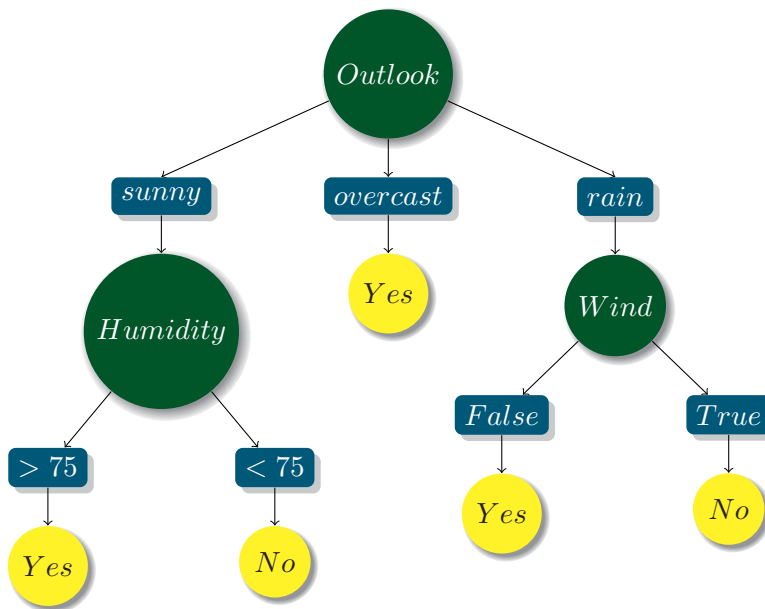 Outlook
sunny
overcast
rain
Humidity
Yes
Wind
> 75
< 75
False
True
Yes
No
Yes
No